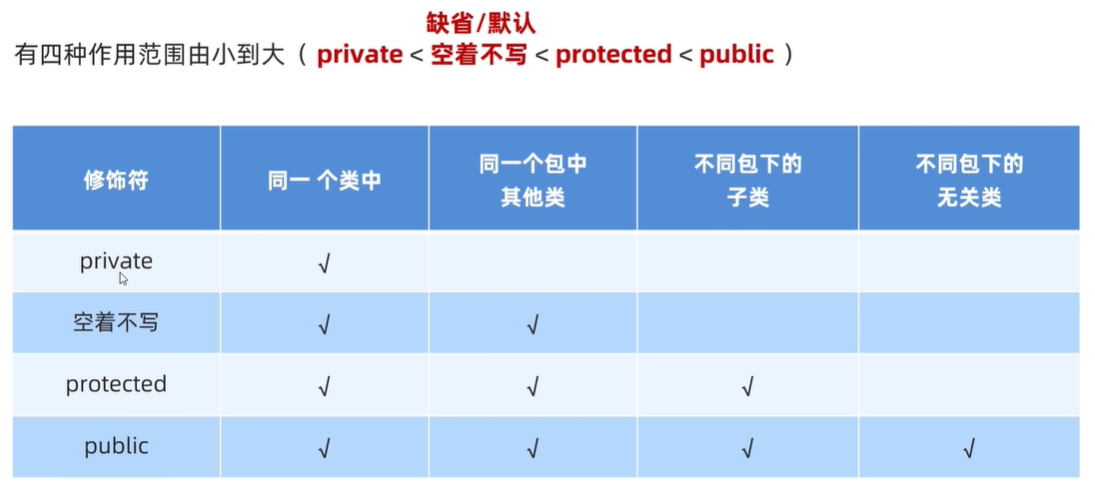 缺省/默认
有四种作用范围由小到大（ private < 空着不写 < protected < public ）
修饰符
同一 个类中
同一个包中
其他类
不同包下的
子类
不同包下的
无关类
private
√
空着不写
√
√
protected
√
√
√
public
√
√
√
√